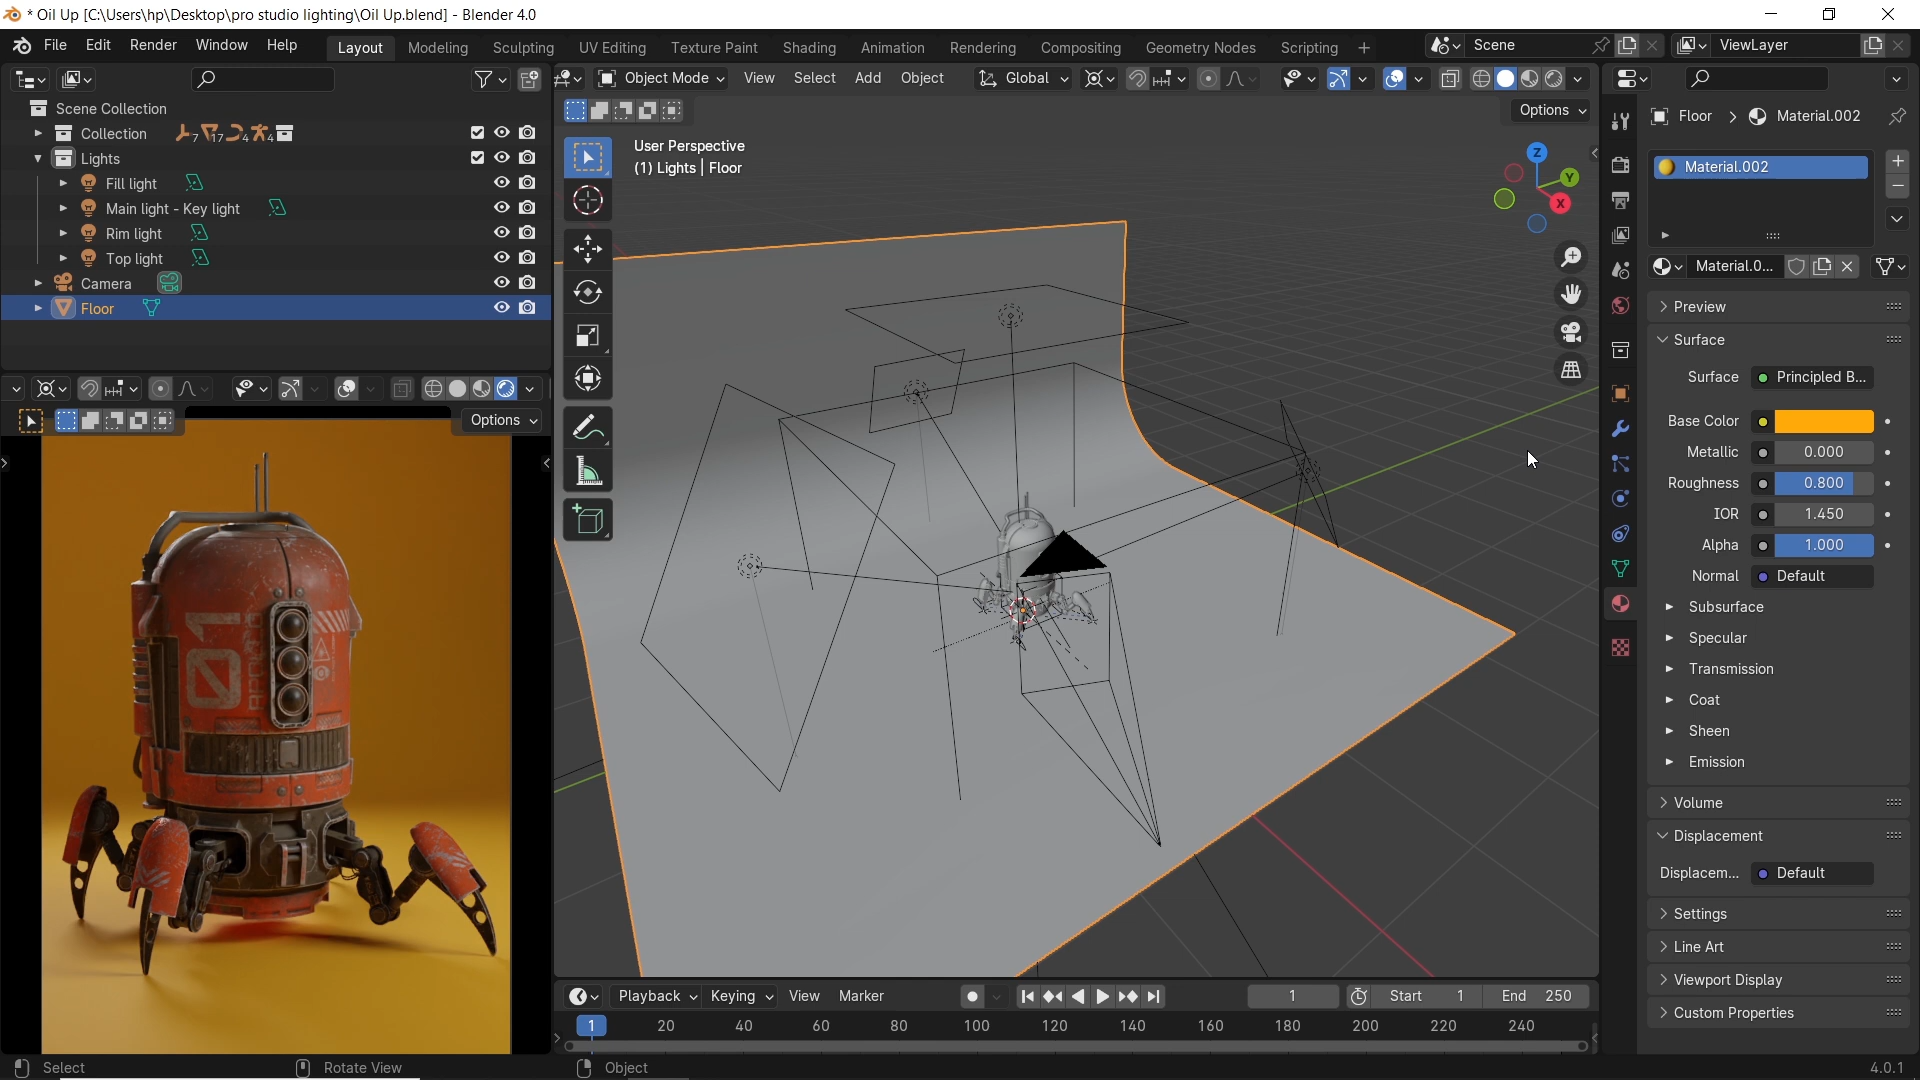 * Oil Up [C:\Users\hp\Desktop\pro studio lighting\Oil Up.blend] - Blender 4.0
File Edit Render Window Help Layout Modeling Sculpting UV Editing Texture Paint Shading Animation Rendering Compositing Geometry Nodes Scripting + Scene ViewLayer
Object Mode View Select Add Object Global
Options
Scene Collection
Collection 7 17 4 4
Lights
Fill light
Main light - Key light
Rim light
Top light
Camera
Floor
Options
01
User Perspective
(1) Lights | Floor
Z
Y
X
Floor > Material.002
Material.002
Material.0...
Preview
Surface
Surface Principled B...
Base Color
Metallic 0.000
Roughness 0.800
IOR 1.450
Alpha 1.000
Normal Default
Subsurface
Specular
Transmission
Coat
Sheen
Emission
Volume
Displacement
Displacem... Default
Settings
Line Art
Viewport Display
Custom Properties
Playback Keying View Marker 1 Start 1 End 250
1 20 40 60 80 100 120 140 160 180 200 220 240
Select Rotate View Object 4.0.1